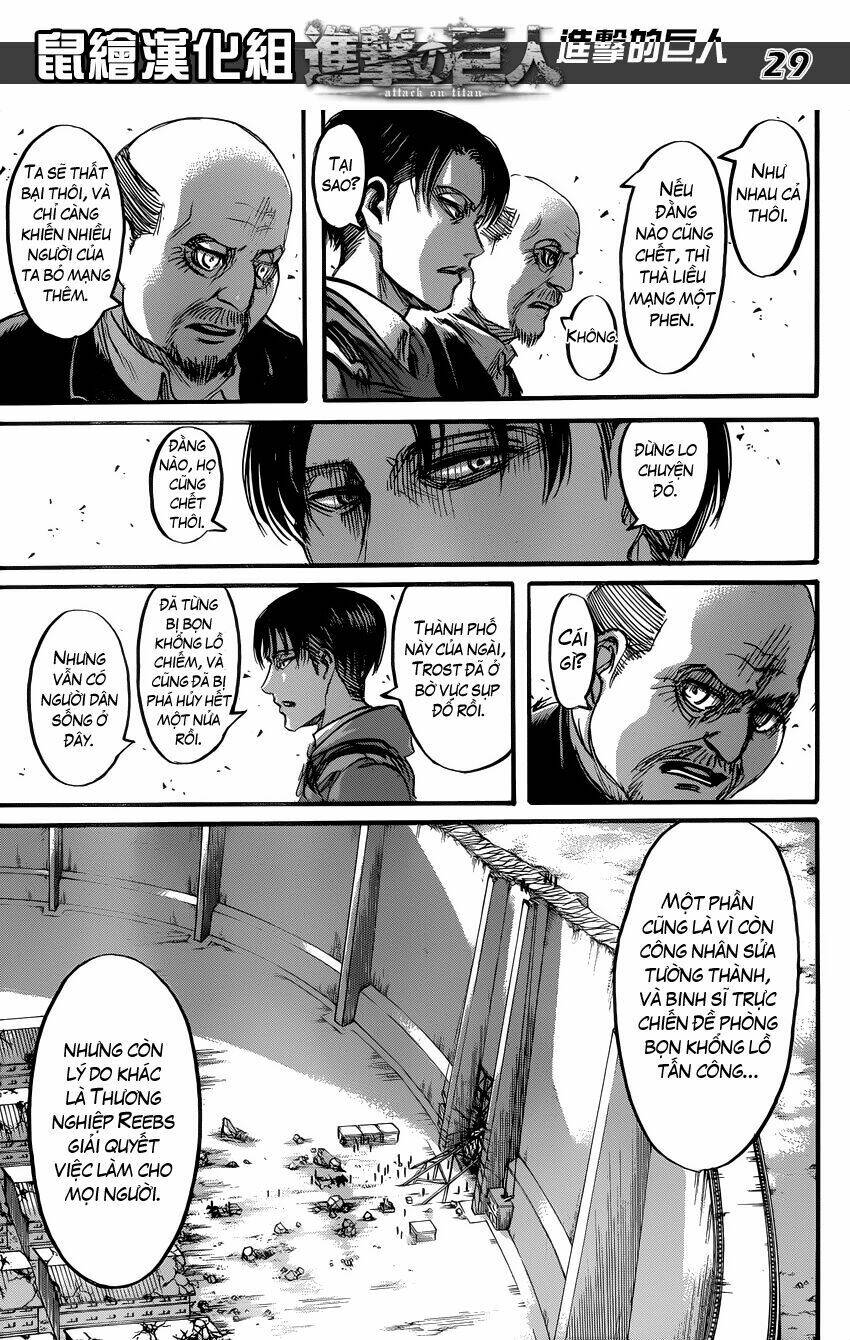 鼠繪漢化組
進撃の巨人
attack on titan
進擊的巨人
29
NHƯ
NHAU CẢ
THÔI.
NẾU
ĐẰNG
NÀO CŨNG
CHẾT, THÌ
THÀ LIỀU
MẠNG MỘT
PHEN.
TẠI
SAO?
KHÔNG.
TA SẼ THẤT
BẠI THÔI, VÀ
CHỈ CÀNG
KHIẾN NHIỀU
NGƯỜI CỦA
TA BỎ MẠNG
THÊM.
ĐỪNG LO
CHUYỆN
ĐÓ.
ĐẰNG
NÀO, HỌ
CŨNG
CHẾT
THÔI.
CÁI
GÌ?
THÀNH PHỐ
NÀY CỦA NGÀI,
TROST ĐÃ Ở
BỜ VỰC SỤP
ĐỔ RỒI.
ĐÃ TỪNG
BỊ BỌN
KHỔNG LỒ
CHIẾM, VÀ
CŨNG ĐÃ BỊ
PHÁ HỦY HẾT
MỘT NỬA
RỒI.
NHƯNG
VẪN CÓ
NGƯỜI DÂN
SỐNG Ở
ĐÂY.
MỘT PHẦN
CŨNG LÀ VÌ CÒN
CÔNG NHÂN SỬA
TƯỜNG THÀNH,
VÀ BINH SĨ TRỰC
CHIẾN ĐỀ PHÒNG
BỌN KHỔNG LỒ
TẤN CÔNG...
NHƯNG CÒN
LÝ DO KHÁC
LÀ THƯƠNG
NGHIỆP REEBS
GIẢI QUYẾT
VIỆC LÀM CHO
MỌI NGƯỜI.